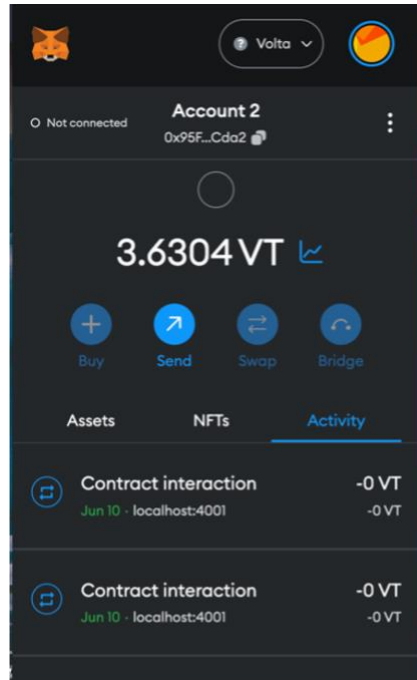 Volta
Not connected
Account 2
0x95F...Cda2
3.6304 VT
Buy Send Swap Bridge
Assets NFTs Activity
Contract interaction -0 VT
Jun 10 · localhost:4001 -0 VT
Contract interaction -0 VT
Jun 10 · localhost:4001 -0 VT